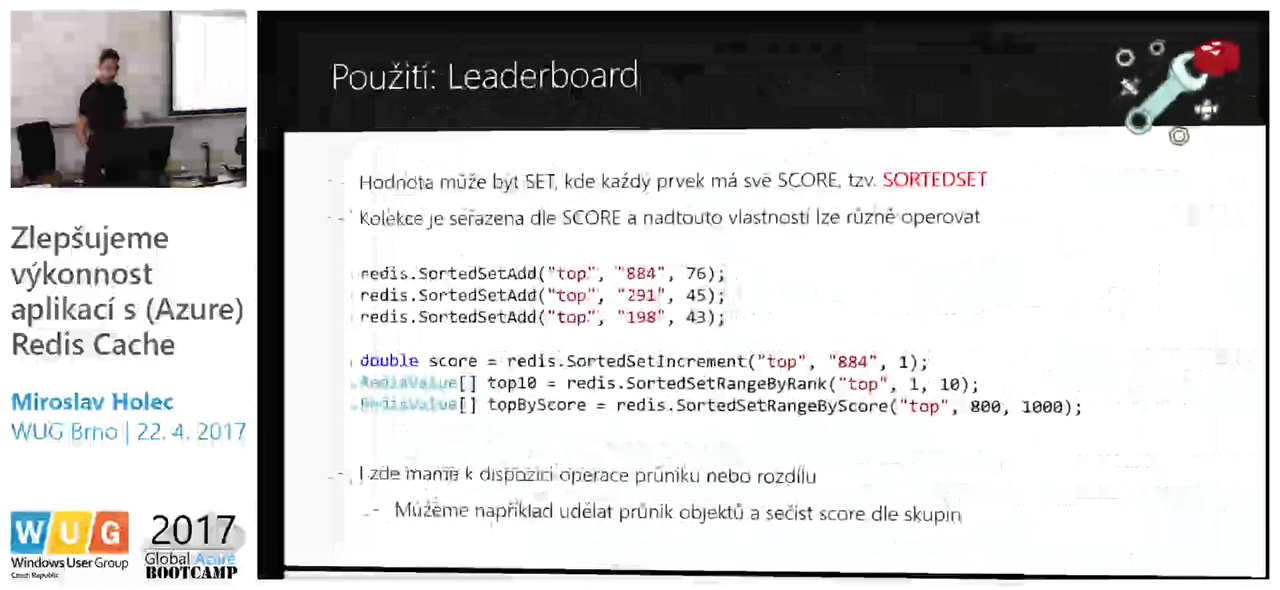 Použití: Leaderboard
- Hodnota může být SET, kde každý prvek má své SCORE, tzv. SORTEDSET
- Kolekce je seřazena dle SCORE a nadtouto vlastností lze různě operovat
redis.SortedSetAdd("top", "884", 76);
redis.SortedSetAdd("top", "291", 45);
redis.SortedSetAdd("top", "198", 43);
double score = redis.SortedSetIncrement("top", "884", 1);
RedisValue[] top10 = redis.SortedSetRangeByRank("top", 1, 10);
RedisValue[] topByScore = redis.SortedSetRangeByScore("top", 800, 1000);
- I zde máme k dispozici operace průniku nebo rozdílu
- Můžeme například udělat průnik objektů a sečíst score dle skupin
Zlepšujeme
výkonnost
aplikací s (Azure)
Redis Cache
Miroslav Holec
WUG Brno | 22. 4. 2017
WUG
Windows User Group
Czech Republic
2017
Global Azure
BOOTCAMP